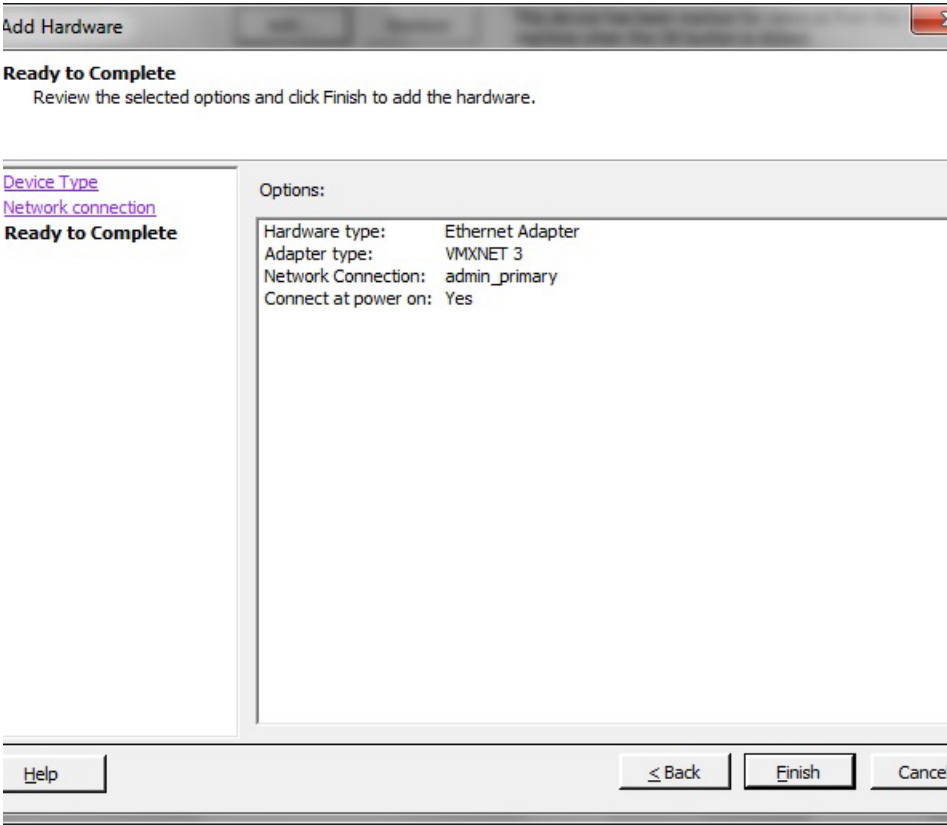 Add Hardware
Ready to Complete
Review the selected options and click Finish to add the hardware.
Device Type
Network connection
Ready to Complete
Options:
Hardware type: Ethernet Adapter
Adapter type: VMXNET 3
Network Connection: admin_primary
Connect at power on: Yes
Help
< Back
Finish
Cancel